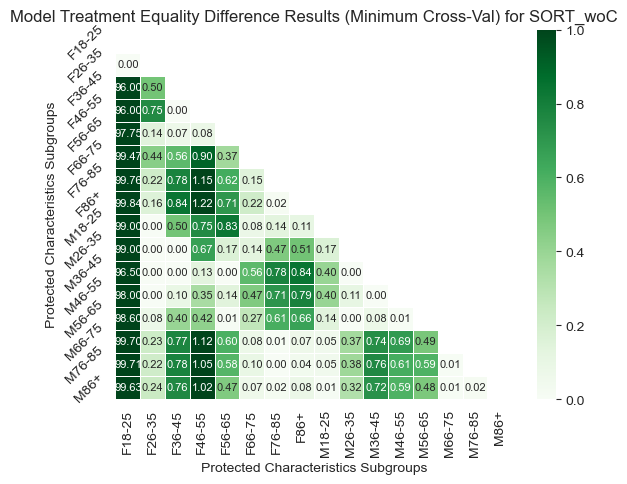 Model Treatment Equality Difference Results (Minimum Cross-Val) for SORT_woC
F18-25
F26-35 0.00
F36-45 96.00 0.50
F46-55 96.00 0.75 0.00
F56-65 97.75 0.14 0.07 0.08
F66-75 99.47 0.44 0.56 0.90 0.37
F76-85 99.76 0.22 0.78 1.15 0.62 0.15
F86+ 99.84 0.16 0.84 1.22 0.71 0.22 0.02
M18-25 99.00 0.00 0.50 0.75 0.83 0.08 0.14 0.11
M26-35 99.00 0.00 0.00 0.67 0.17 0.14 0.47 0.51 0.17
M36-45 96.50 0.00 0.00 0.13 0.00 0.56 0.78 0.84 0.40 0.00
M46-55 98.00 0.00 0.10 0.35 0.14 0.47 0.71 0.79 0.40 0.11 0.00
M56-65 98.60 0.08 0.40 0.42 0.01 0.27 0.61 0.66 0.14 0.00 0.08 0.01
M66-75 99.70 0.23 0.77 1.12 0.60 0.08 0.01 0.07 0.05 0.37 0.74 0.69 0.49
M76-85 99.71 0.22 0.78 1.05 0.58 0.10 0.00 0.04 0.05 0.38 0.76 0.61 0.59 0.01
M86+ 99.63 0.24 0.76 1.02 0.47 0.07 0.02 0.08 0.01 0.32 0.72 0.59 0.48 0.01 0.02
Protected Characteristics Subgroups
F18-25 F26-35 F36-45 F46-55 F56-65 F66-75 F76-85 F86+ M18-25 M26-35 M36-45 M46-55 M56-65 M66-75 M76-85 M86+
Protected Characteristics Subgroups
1.0
0.8
0.6
0.4
0.2
0.0